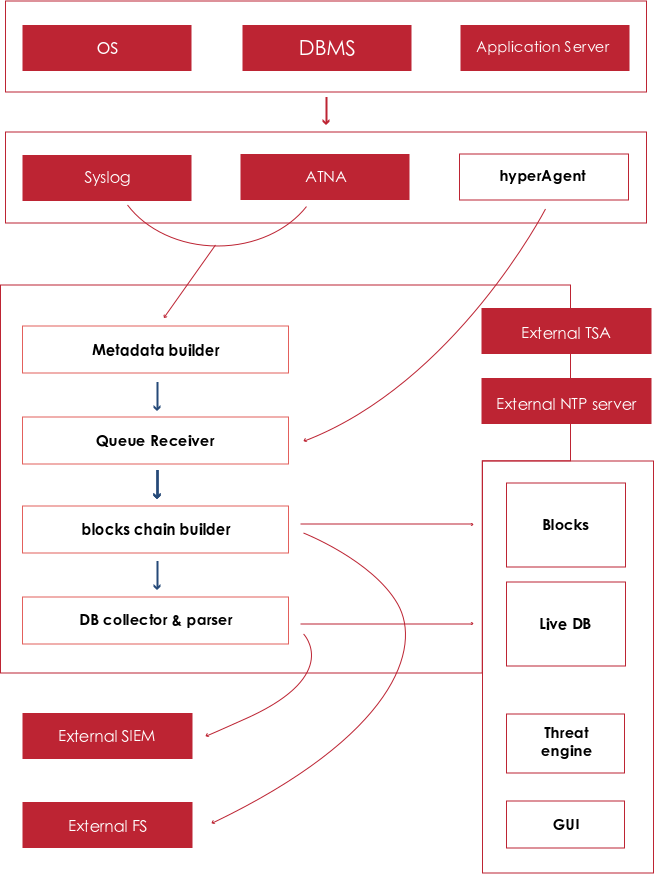 OS
DBMS
Application Server
Syslog
ATNA
hyperAgent
External TSA
External NTP server
Metadata builder
Queue Receiver
blocks chain builder
DB collector & parser
Blocks
Live DB
Threat
engine
GUI
External SIEM
External FS